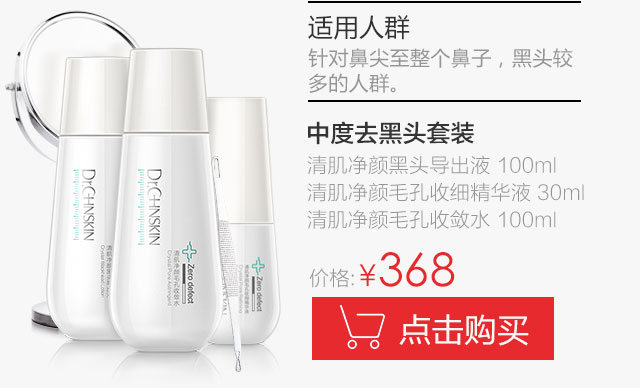 适用人群
针对鼻尖至整个鼻子，黑头较
多的人群。
中度去黑头套装
清肌净颜黑头导出液 100ml
清肌净颜毛孔收细精华液 30ml
清肌净颜毛孔收敛水 100ml
价格: ¥368
点击购买
Dr.CHNSKIN
Dr.CHNSKIN
清肌净颜毛孔收敛水
Zero defect
Zero defect